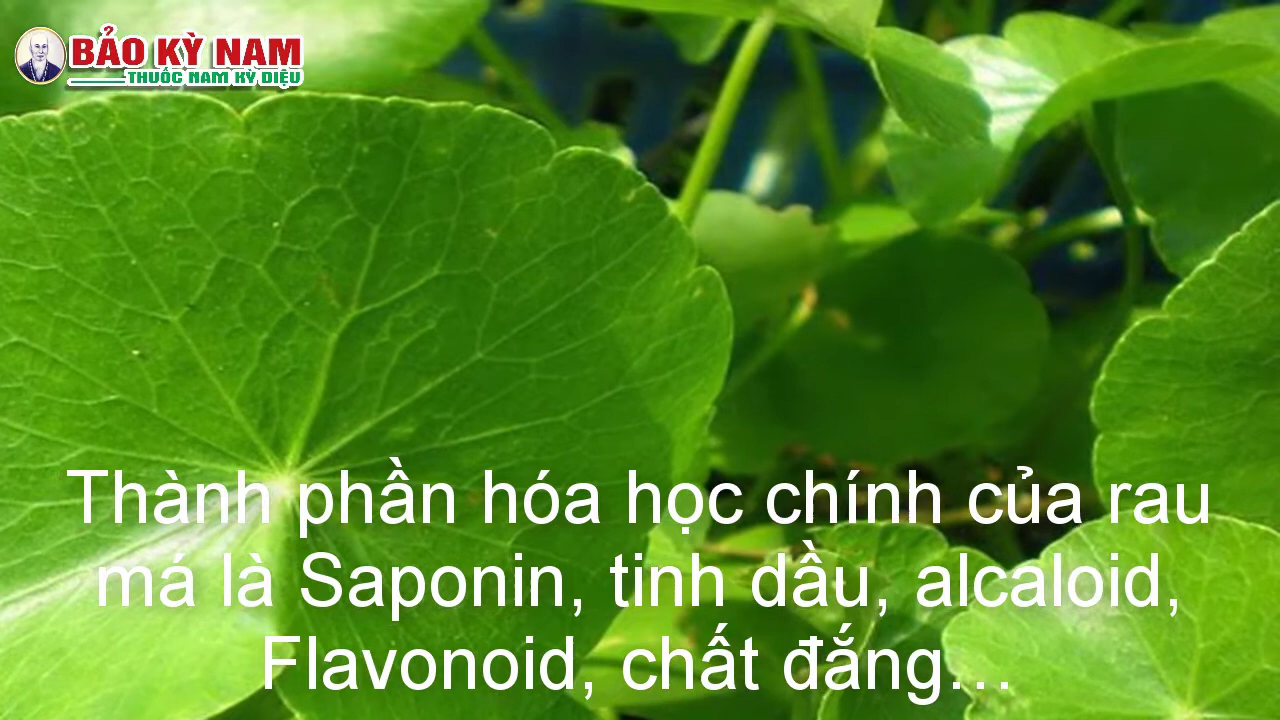 BẢO KỲ NAM
THUỐC NAM KỲ DIỆU
Thành phần hóa học chính của rau
má là Saponin, tinh dầu, alcaloid,
Flavonoid, chất đắng...